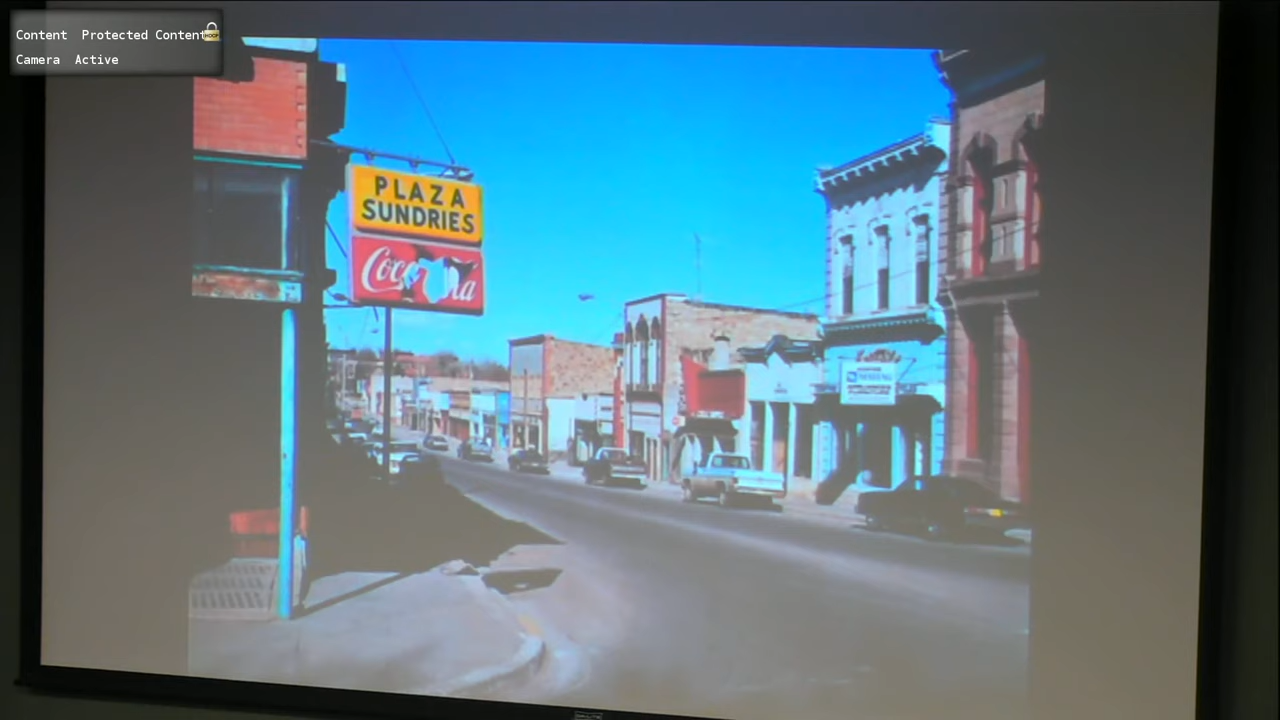 Content Protected Content
Camera Active
PLAZA
SUNDRIES
Coca-Cola